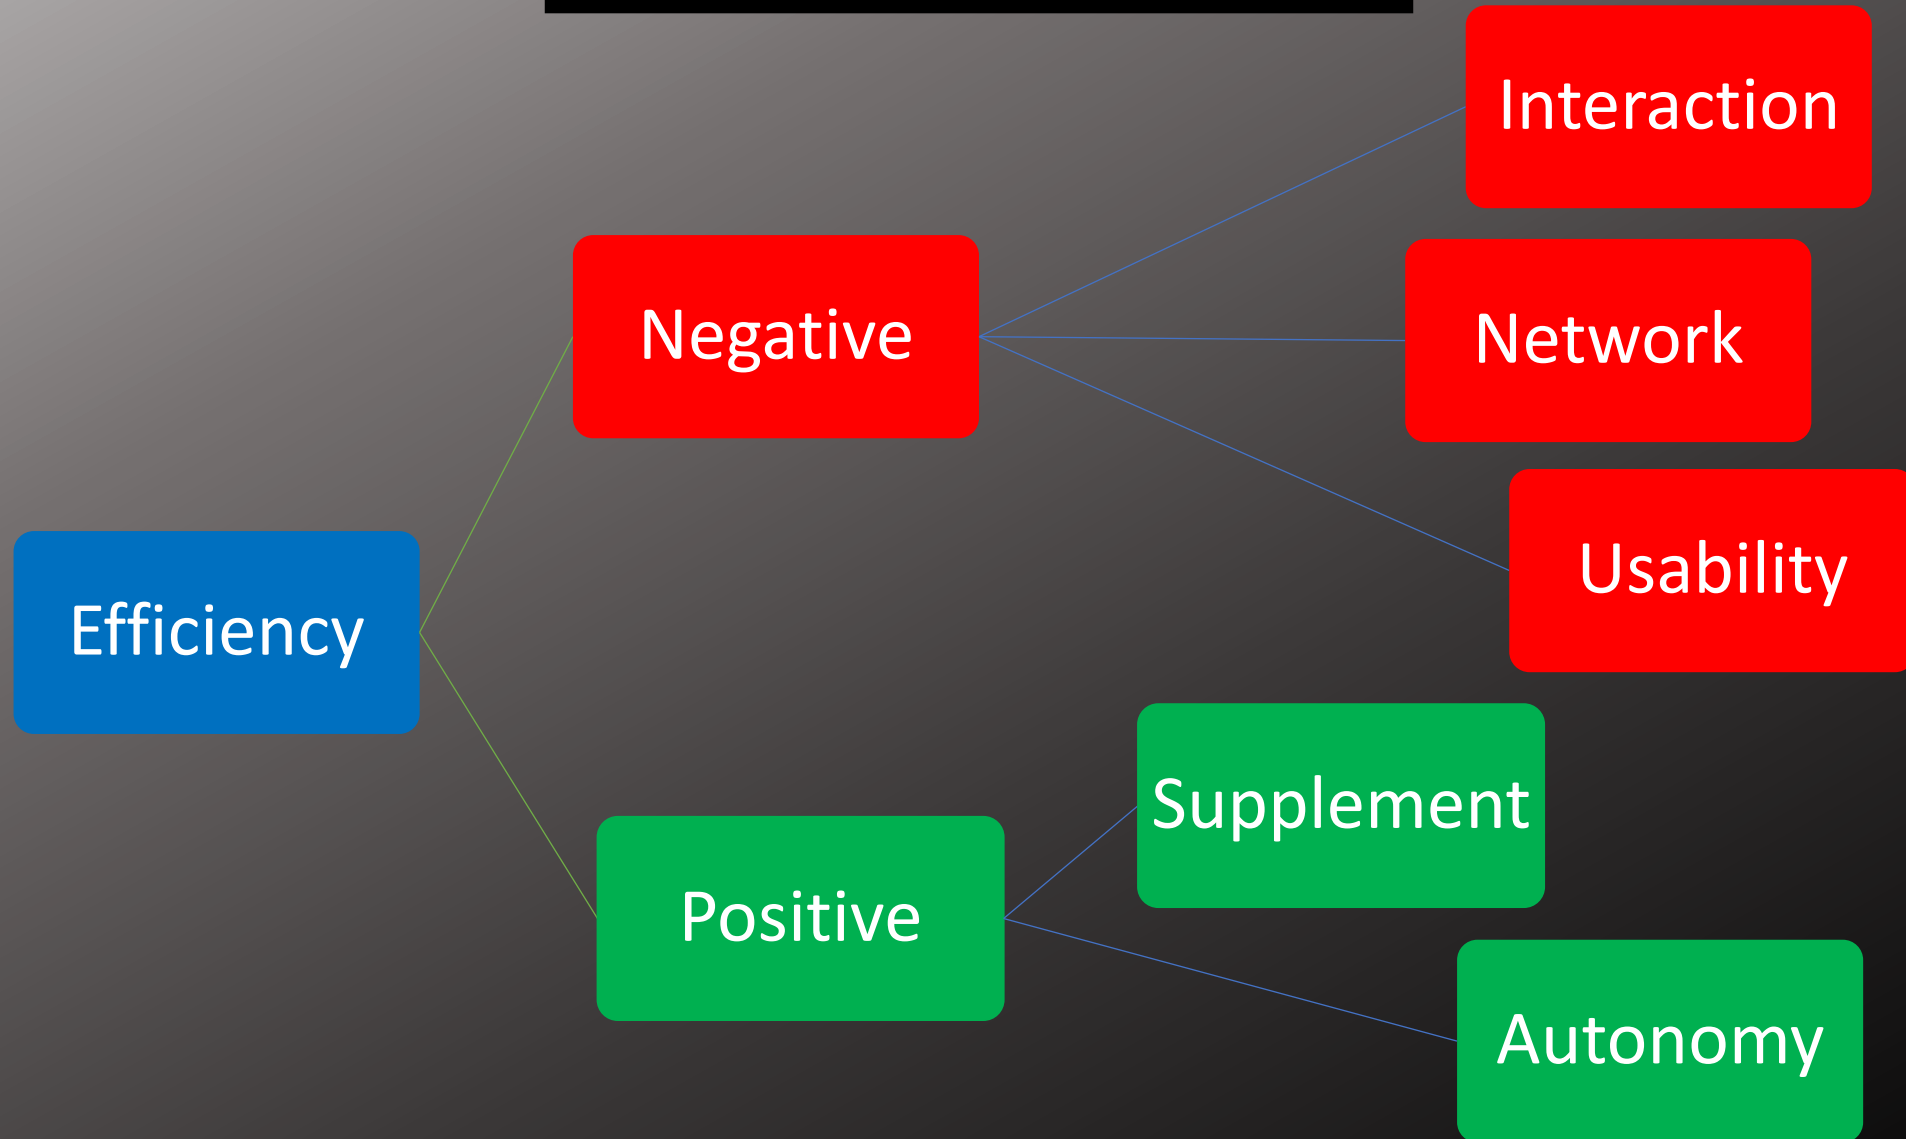 Interaction
Negative
Network
Usability
Efficiency
Supplement
Positive
Autonomy